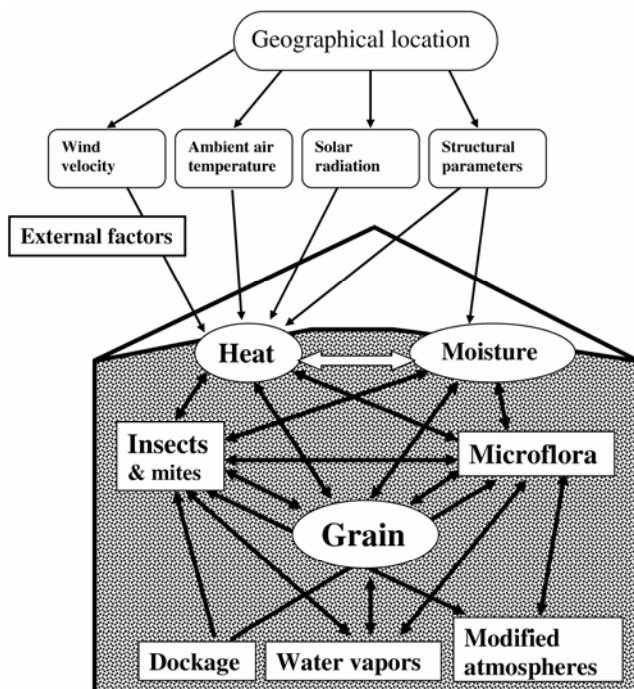 Geographical location
Wind
velocity
Ambient air
temperature
Solar
radiation
Structural
parameters
External factors
Heat
Moisture
Insects
& mites
Microflora
Grain
Dockage
Water vapors
Modified
atmospheres